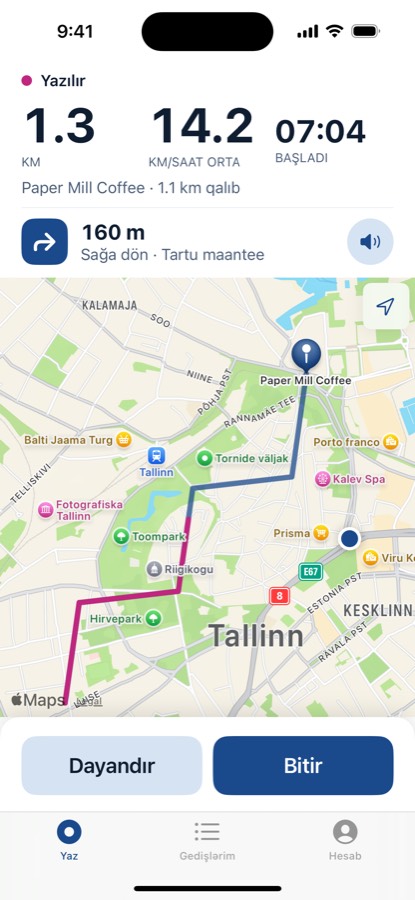 9:41
Yazılır
1.3
KM
14.2
KM/SAAT ORTA
07:04
BAŞLADI
Paper Mill Coffee · 1.1 km qalıb
160 m
Sağa dön · Tartu maantee
KALAMAJA
SOO
NIINE
PÕHJA PST
Paper Mill Coffee
RANNAMÄE TEE
Balti Jaama Turg
Porto franco
Tallinn
Tornide väljak
TELLISKIVI
Kalev Spa
Fotografiska
Tallinn
Toompark
Prisma
Viru K
Riigikogu
E67
8
ESTONIA PST
KESKLINN
Hirvepark
Tallinn
RÄVALA PST
Maps
Legal
Dayandır
Bitir
Yaz
Gedişlərim
Hesab